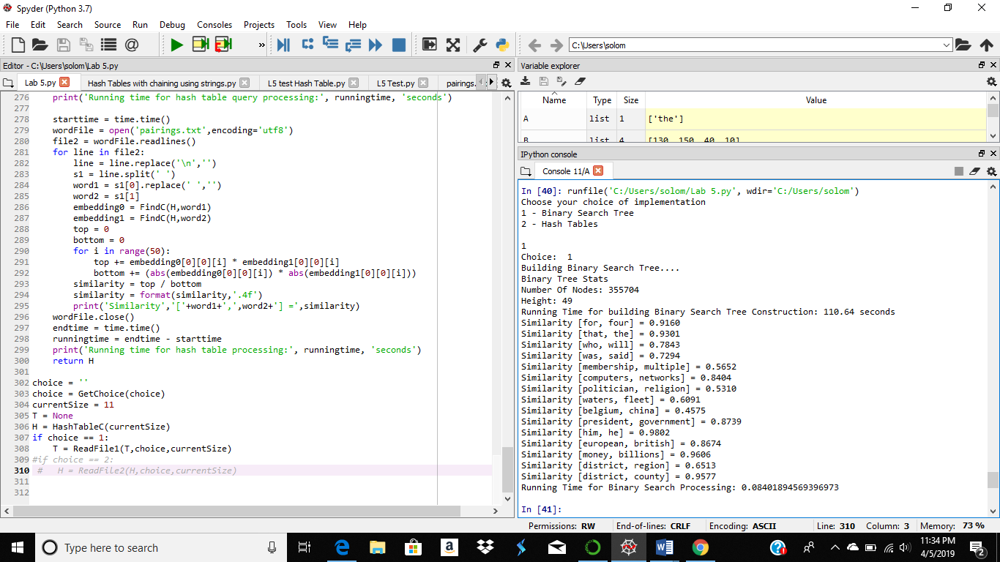 Spyder (Python 3.7)
File Edit Search Source Run Debug Consoles Projects Tools View Help
C:\Users\solom
Editor - C:\Users\solom\Lab 5.py
Lab 5.py Hash Tables with chaining using strings.py L5 test Hash Table.py L5 Test.py pairings.
276 print('Running time for hash table query processing:', runningtime, 'seconds')
277
278 starttime = time.time()
279 wordFile = open('pairings.txt',encoding='utf8')
280 file2 = wordFile.readlines()
281 for line in file2:
282 line = line.replace('\n','')
283 s1 = line.split(' ')
284 word1 = s1[0].replace(' ','')
285 word2 = s1[1]
286 embedding0 = FindC(H,word1)
287 embedding1 = FindC(H,word2)
288 top = 0
289 bottom = 0
290 for i in range(50):
291 top += embedding0[0][0][i] * embedding1[0][0][i]
292 bottom += (abs(embedding0[0][0][i]) * abs(embedding1[0][0][i]))
293 similarity = top / bottom
294 similarity = format(similarity,'.4f')
295 print('Similarity','['+word1+',',word2+'] =',similarity)
296 wordFile.close()
297 endtime = time.time()
298 runningtime = endtime - starttime
299 print('Running time for hash table processing:', runningtime, 'seconds')
300 return H
301
302 choice = ''
303 choice = GetChoice(choice)
304 currentSize = 11
305 T = None
306 H = HashTableC(currentSize)
307 if choice == 1:
308 T = ReadFile1(T,choice,currentSize)
309 #if choice == 2:
310 # H = ReadFile2(H,choice,currentSize)
311
312
Variable explorer
Name Type Size Value
A list 1 ['the']
B list 4 [130, 150, 40, 10]
IPython console
Console 11/A
In [40]: runfile('C:/Users/solom/Lab 5.py', wdir='C:/Users/solom')
Choose your choice of implementation
1 - Binary Search Tree
2 - Hash Tables
1
Choice:  1
Building Binary Search Tree....
Binary Tree Stats
Number Of Nodes: 355704
Height: 49
Running Time for building Binary Search Tree Construction: 110.64 seconds
Similarity [for, four] = 0.9160
Similarity [that, the] = 0.9301
Similarity [who, will] = 0.7843
Similarity [was, said] = 0.7294
Similarity [membership, multiple] = 0.5652
Similarity [computers, networks] = 0.8404
Similarity [politician, religion] = 0.5310
Similarity [waters, fleet] = 0.6091
Similarity [belgium, china] = 0.4575
Similarity [president, government] = 0.8739
Similarity [him, he] = 0.9802
Similarity [european, british] = 0.8674
Similarity [money, billions] = 0.9606
Similarity [district, region] = 0.6513
Similarity [district, county] = 0.9577
Running Time for Binary Search Processing: 0.08401894569396973
In [41]:
Permissions: RW End-of-lines: CRLF Encoding: ASCII Line: 310 Column: 3 Memory: 73 %
Type here to search
11:34 PM
4/5/2019
2